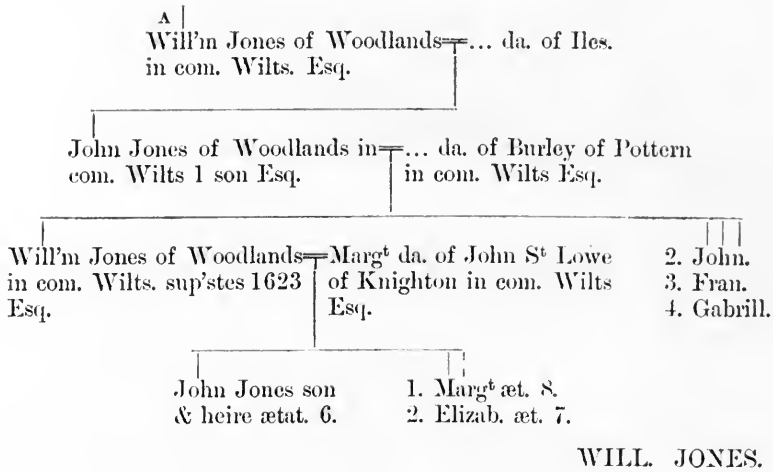 A
Will'm Jones of Woodlands=... da. of Iles.
in com. Wilts. Esq.
John Jones of Woodlands in=... da. of Burley of Pottern
com. Wilts 1 son Esq. in com. Wilts Esq.
Will'm Jones of Woodlands=Margᵗ da. of John Sᵗ Lowe 2. John.
in com. Wilts. sup'stes 1623 of Knighton in com. Wilts 3. Fran.
Esq. Esq. 4. Gabrill.
John Jones son 1. Margᵗ æt. 8.
& heire ætat. 6. 2. Elizab. æt. 7.
WILL. JONES.